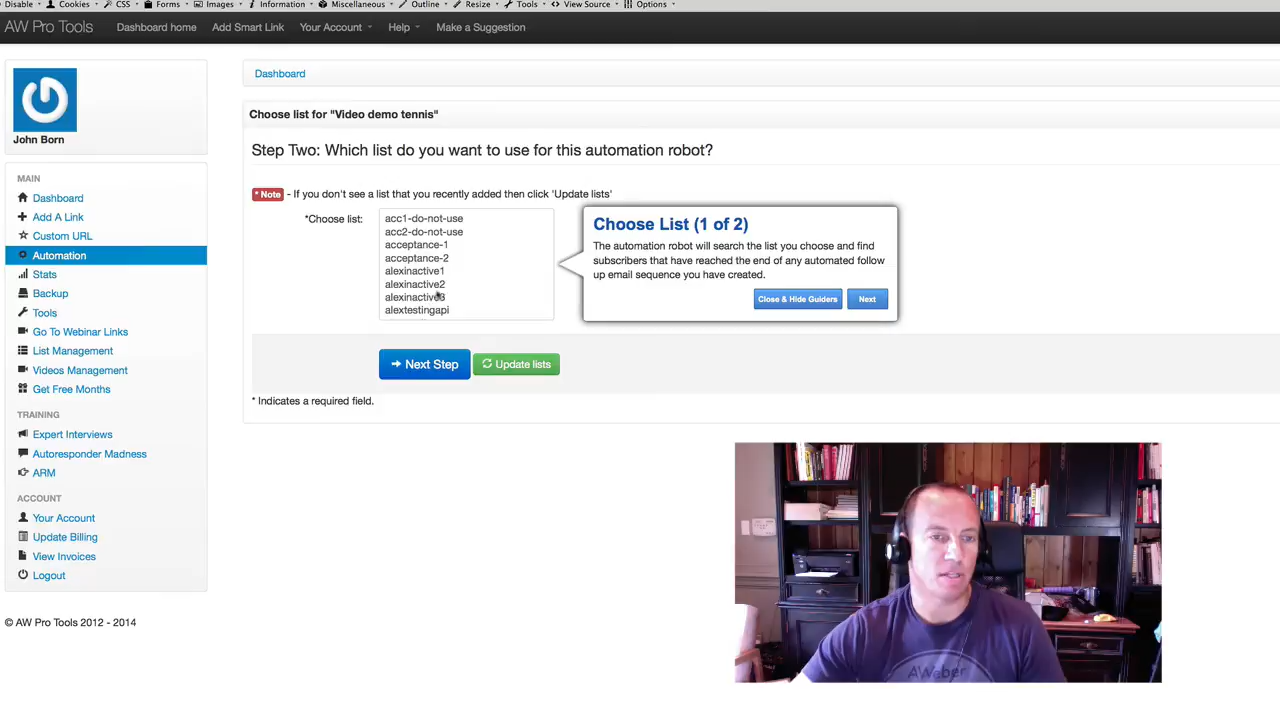 Disable Cookies CSS Forms Images Information Miscellaneous Outline Resize Tools View Source Options
AW Pro Tools Dashboard home Add Smart Link Your Account Help Make a Suggestion
John Born
MAIN
Dashboard
Add A Link
Custom URL
Automation
Stats
Backup
Tools
Go To Webinar Links
List Management
Videos Management
Get Free Months
TRAINING
Expert Interviews
Autoresponder Madness
ARM
ACCOUNT
Your Account
Update Billing
View Invoices
Logout
© AW Pro Tools 2012 - 2014
Dashboard
Choose list for "Video demo tennis"
Step Two: Which list do you want to use for this automation robot?
* Note - If you don't see a list that you recently added then click 'Update lists'
*Choose list:
acc1-do-not-use
acc2-do-not-use
acceptance-1
acceptance-2
alexinactive1
alexinactive2
alexinactive3
alextestingapi
Choose List (1 of 2)
The automation robot will search the list you choose and find
subscribers that have reached the end of any automated follow
up email sequence you have created.
Close & Hide Guiders Next
Next Step Update lists
* Indicates a required field.
AWeber